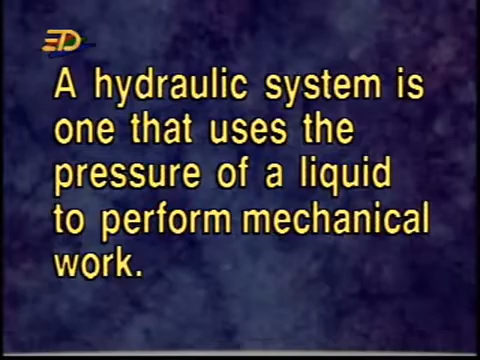 ED
A hydraulic system is
one that uses the
pressure of a liquid
to perform mechanical
work.